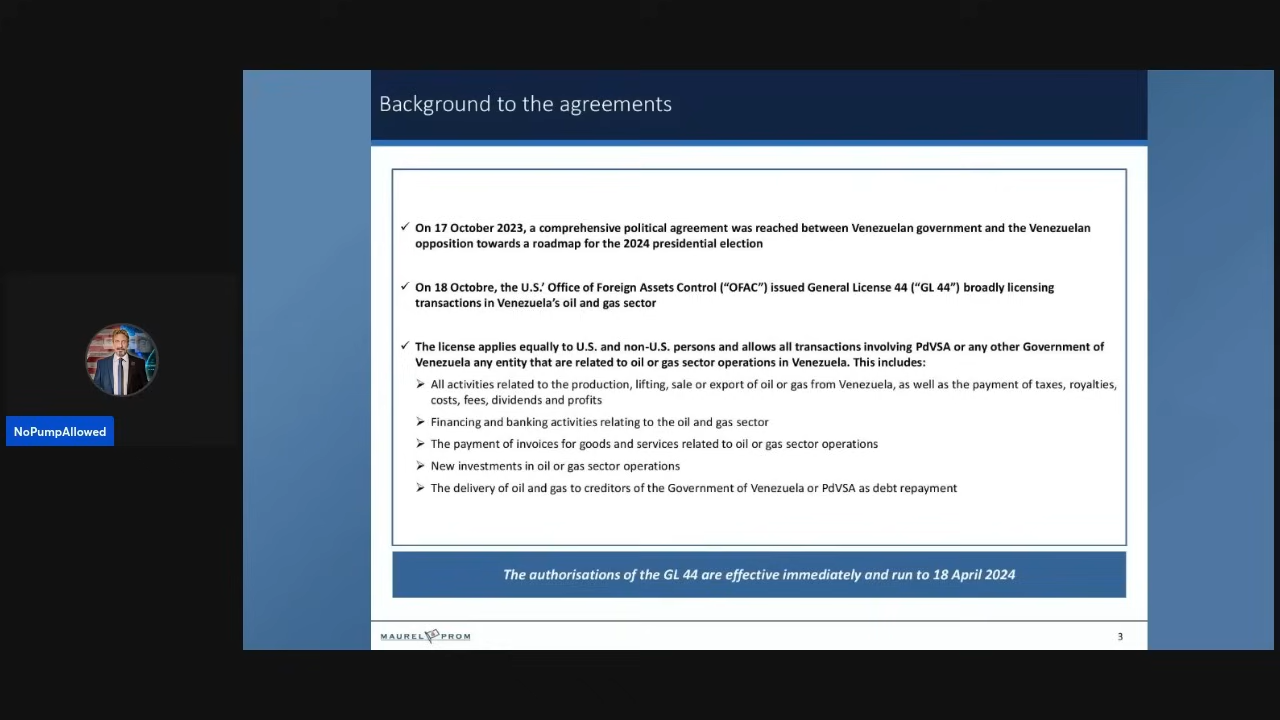 Background to the agreements
✓ On 17 October 2023, a comprehensive political agreement was reached between Venezuelan government and the Venezuelan
opposition towards a roadmap for the 2024 presidential election
✓ On 18 Octobre, the U.S.’ Office of Foreign Assets Control (“OFAC”) issued General License 44 (“GL 44”) broadly licensing
transactions in Venezuela’s oil and gas sector
✓ The license applies equally to U.S. and non-U.S. persons and allows all transactions involving PdVSA or any other Government of
Venezuela any entity that are related to oil or gas sector operations in Venezuela. This includes:
➢ All activities related to the production, lifting, sale or export of oil or gas from Venezuela, as well as the payment of taxes, royalties,
costs, fees, dividends and profits
➢ Financing and banking activities relating to the oil and gas sector
➢ The payment of invoices for goods and services related to oil or gas sector operations
➢ New investments in oil or gas sector operations
➢ The delivery of oil and gas to creditors of the Government of Venezuela or PdVSA as debt repayment
The authorisations of the GL 44 are effective immediately and run to 18 April 2024
MAUREL PROM
3
NoPumpAllowed